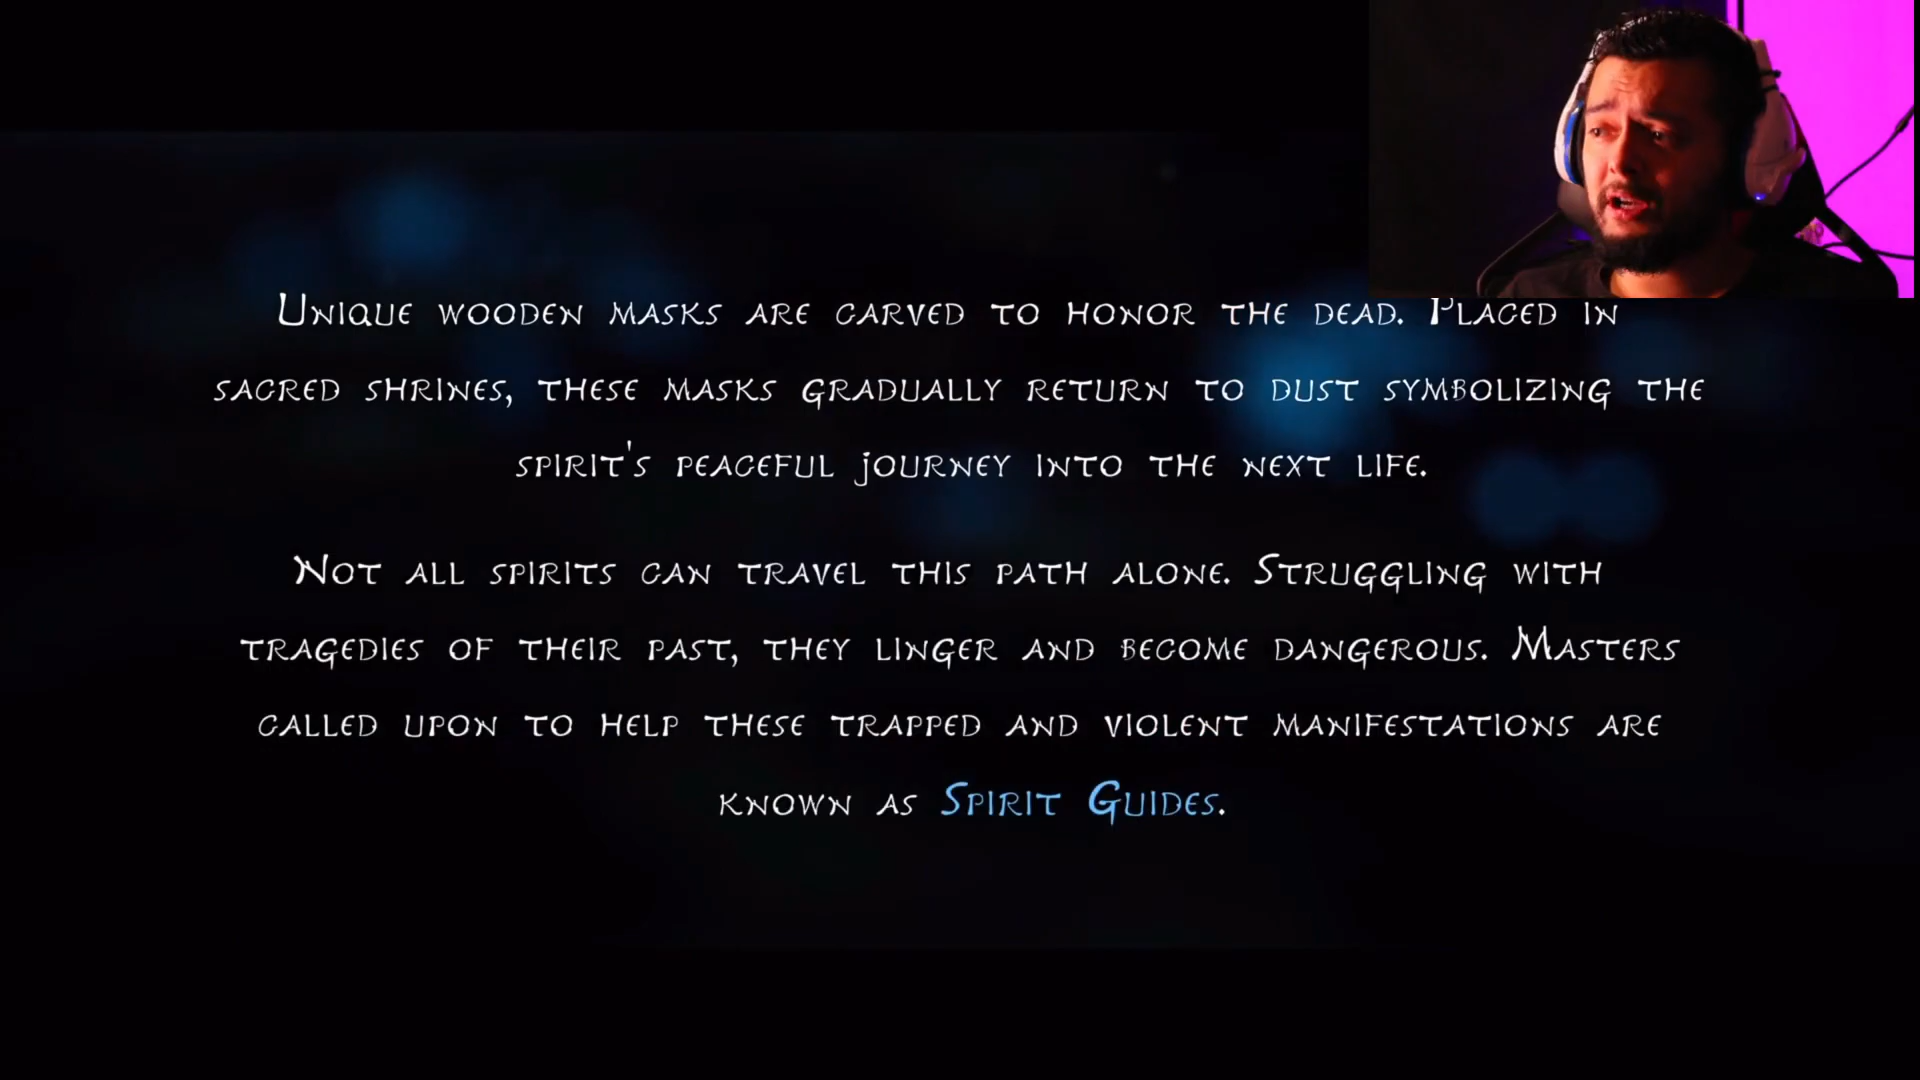 Unique wooden masks are carved to honor the dead. Placed in
sacred shrines, these masks gradually return to dust symbolizing the
spirit's peaceful journey into the next life.
Not all spirits can travel this path alone. Struggling with
tragedies of their past, they linger and become dangerous. Masters
called upon to help these trapped and violent manifestations are
known as Spirit Guides.